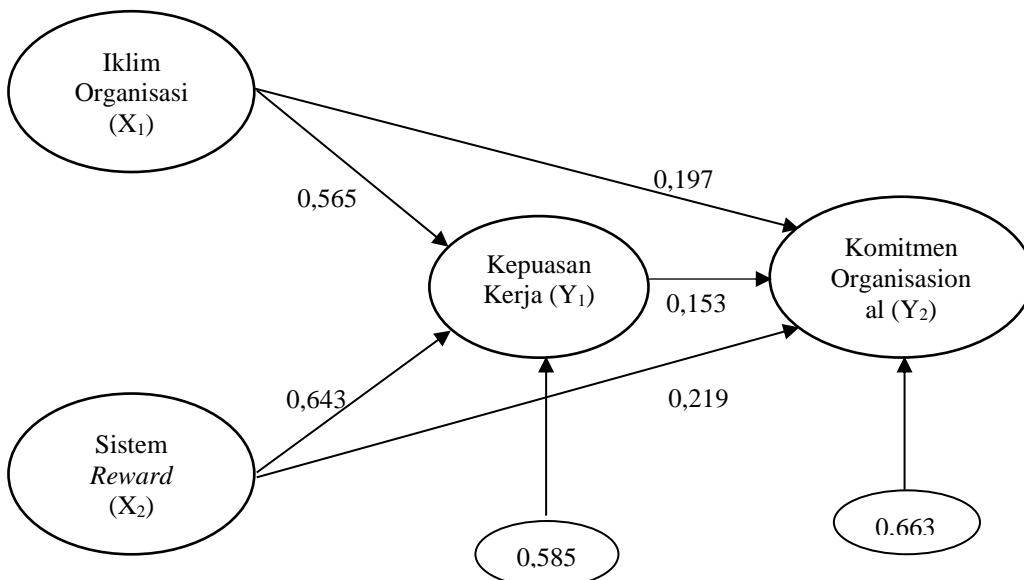 Iklim
Organisasi
(X₁)
0,197
0,565
Kepuasan
Kerja (Y₁)
Komitmen
Organisasion
al (Y₂)
0,153
0,643
0,219
Sistem
Reward
(X₂)
0,585
0,663